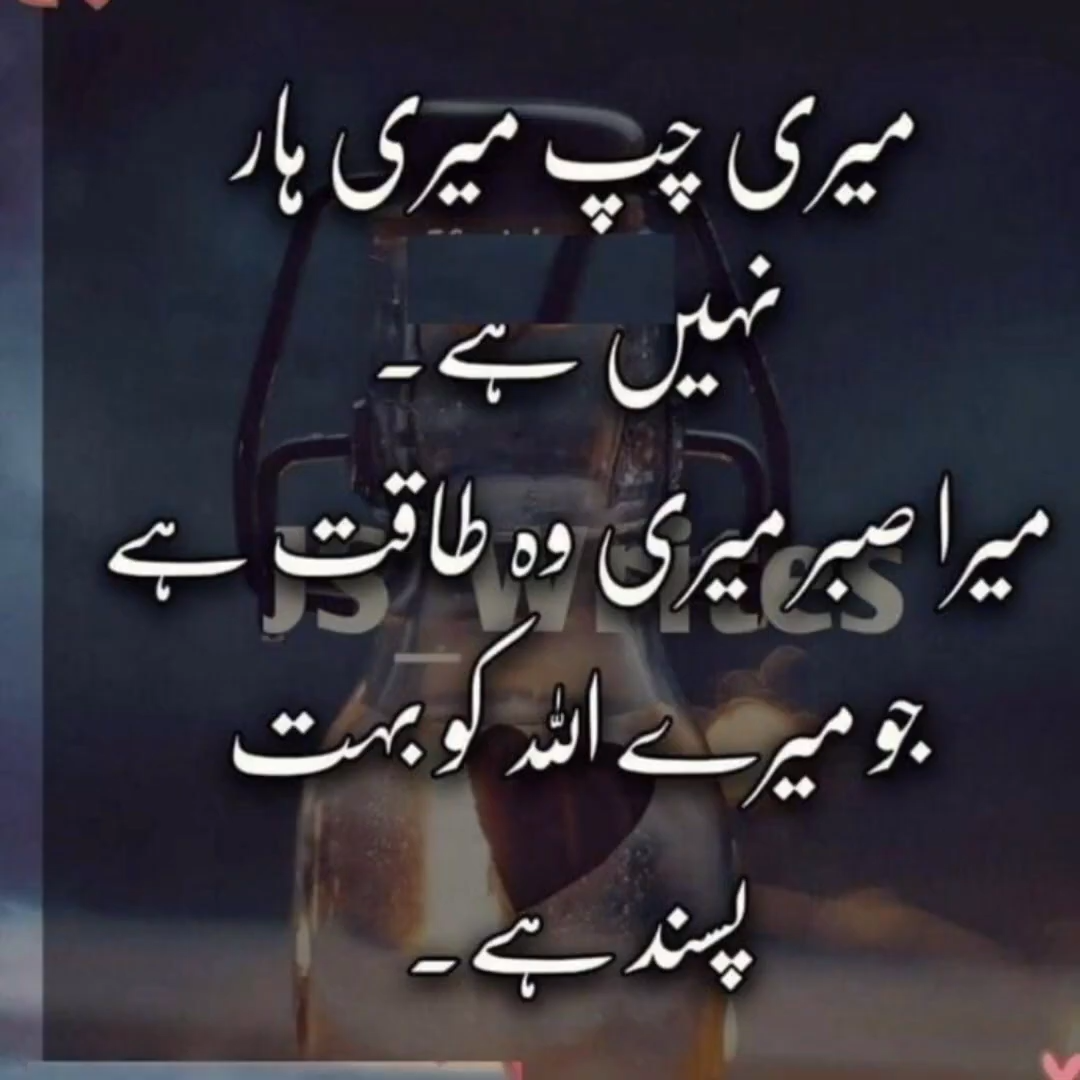 میری چپ میری ہار
نہیں ہے۔
میرا صبر میری وہ طاقت ہے
JS_Writes
جو میرے اللہ کو بہت
پسند ہے۔